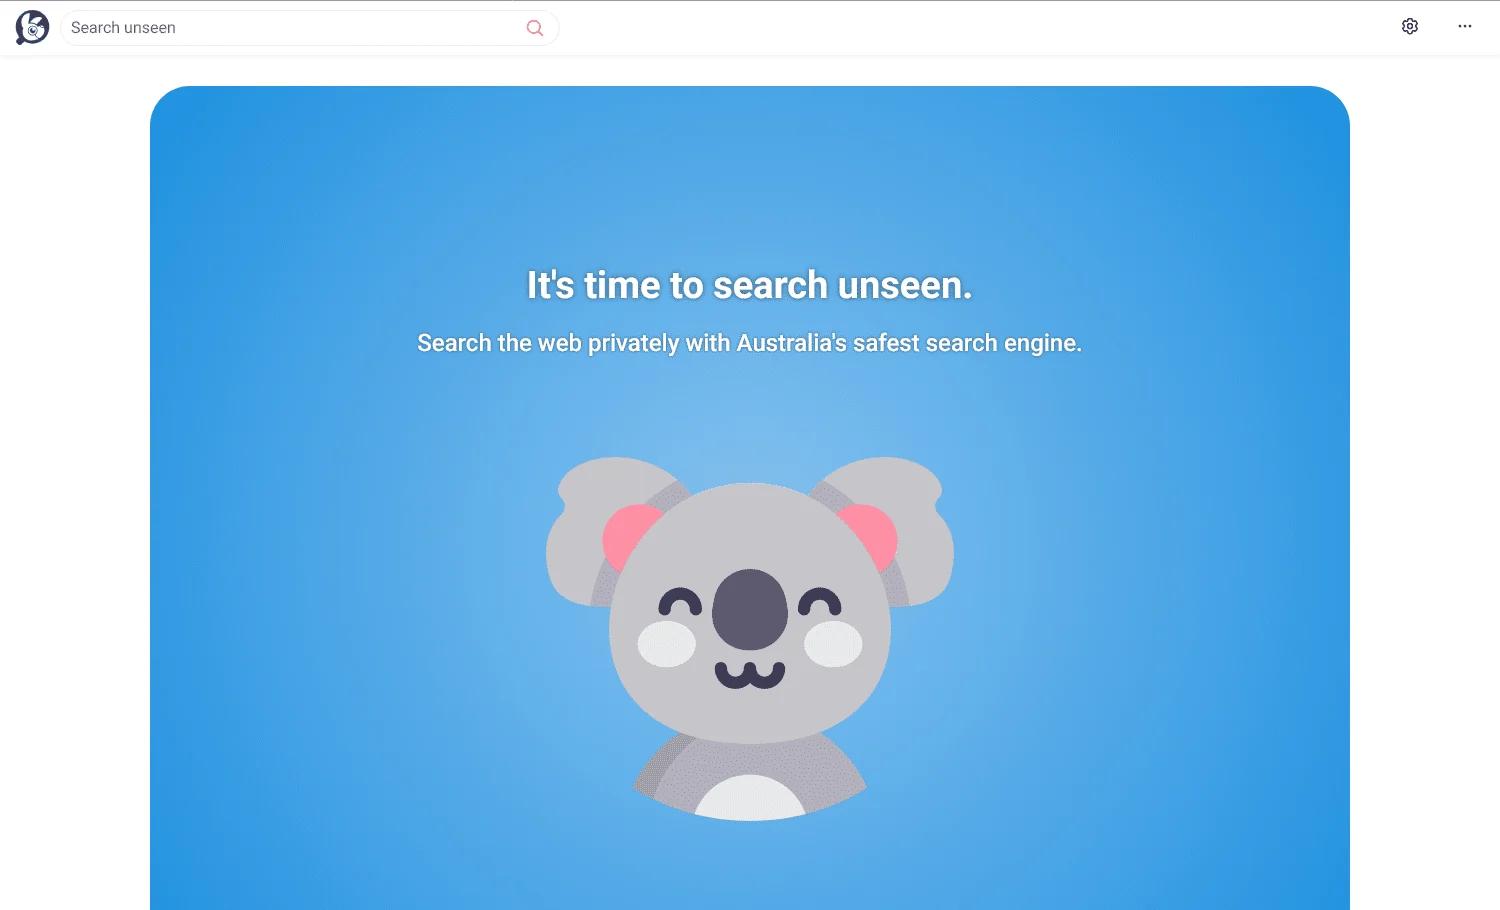 Search unseen
It's time to search unseen.
Search the web privately with Australia's safest search engine.